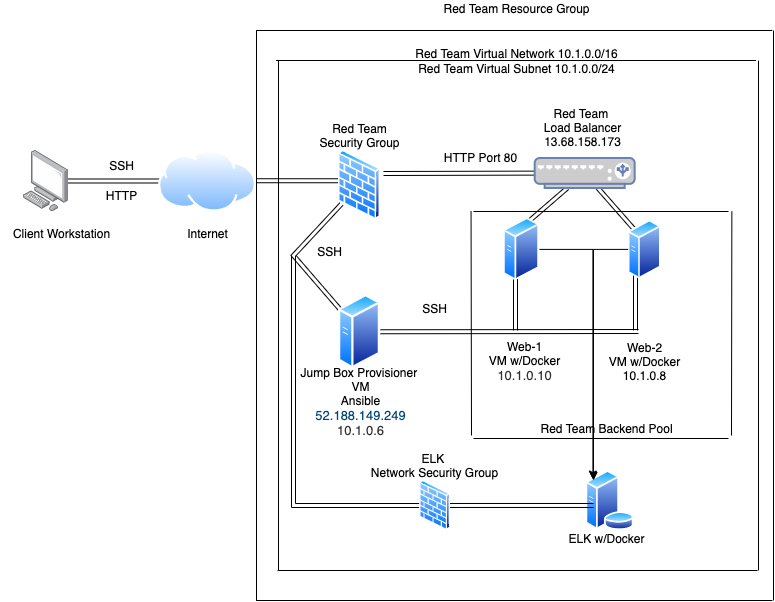 Red Team Resource Group
Red Team Virtual Network 10.1.0.0/16
Red Team Virtual Subnet 10.1.0.0/24
Red Team
Load Balancer
13.68.158.173
Red Team
Security Group
HTTP Port 80
SSH
HTTP
Client Workstation
Internet
SSH
SSH
Web-1
VM w/Docker
10.1.0.10
Web-2
VM w/Docker
10.1.0.8
Jump Box Provisioner
VM
Ansible
52.188.149.249
10.1.0.6
Red Team Backend Pool
ELK
Network Security Group
ELK w/Docker